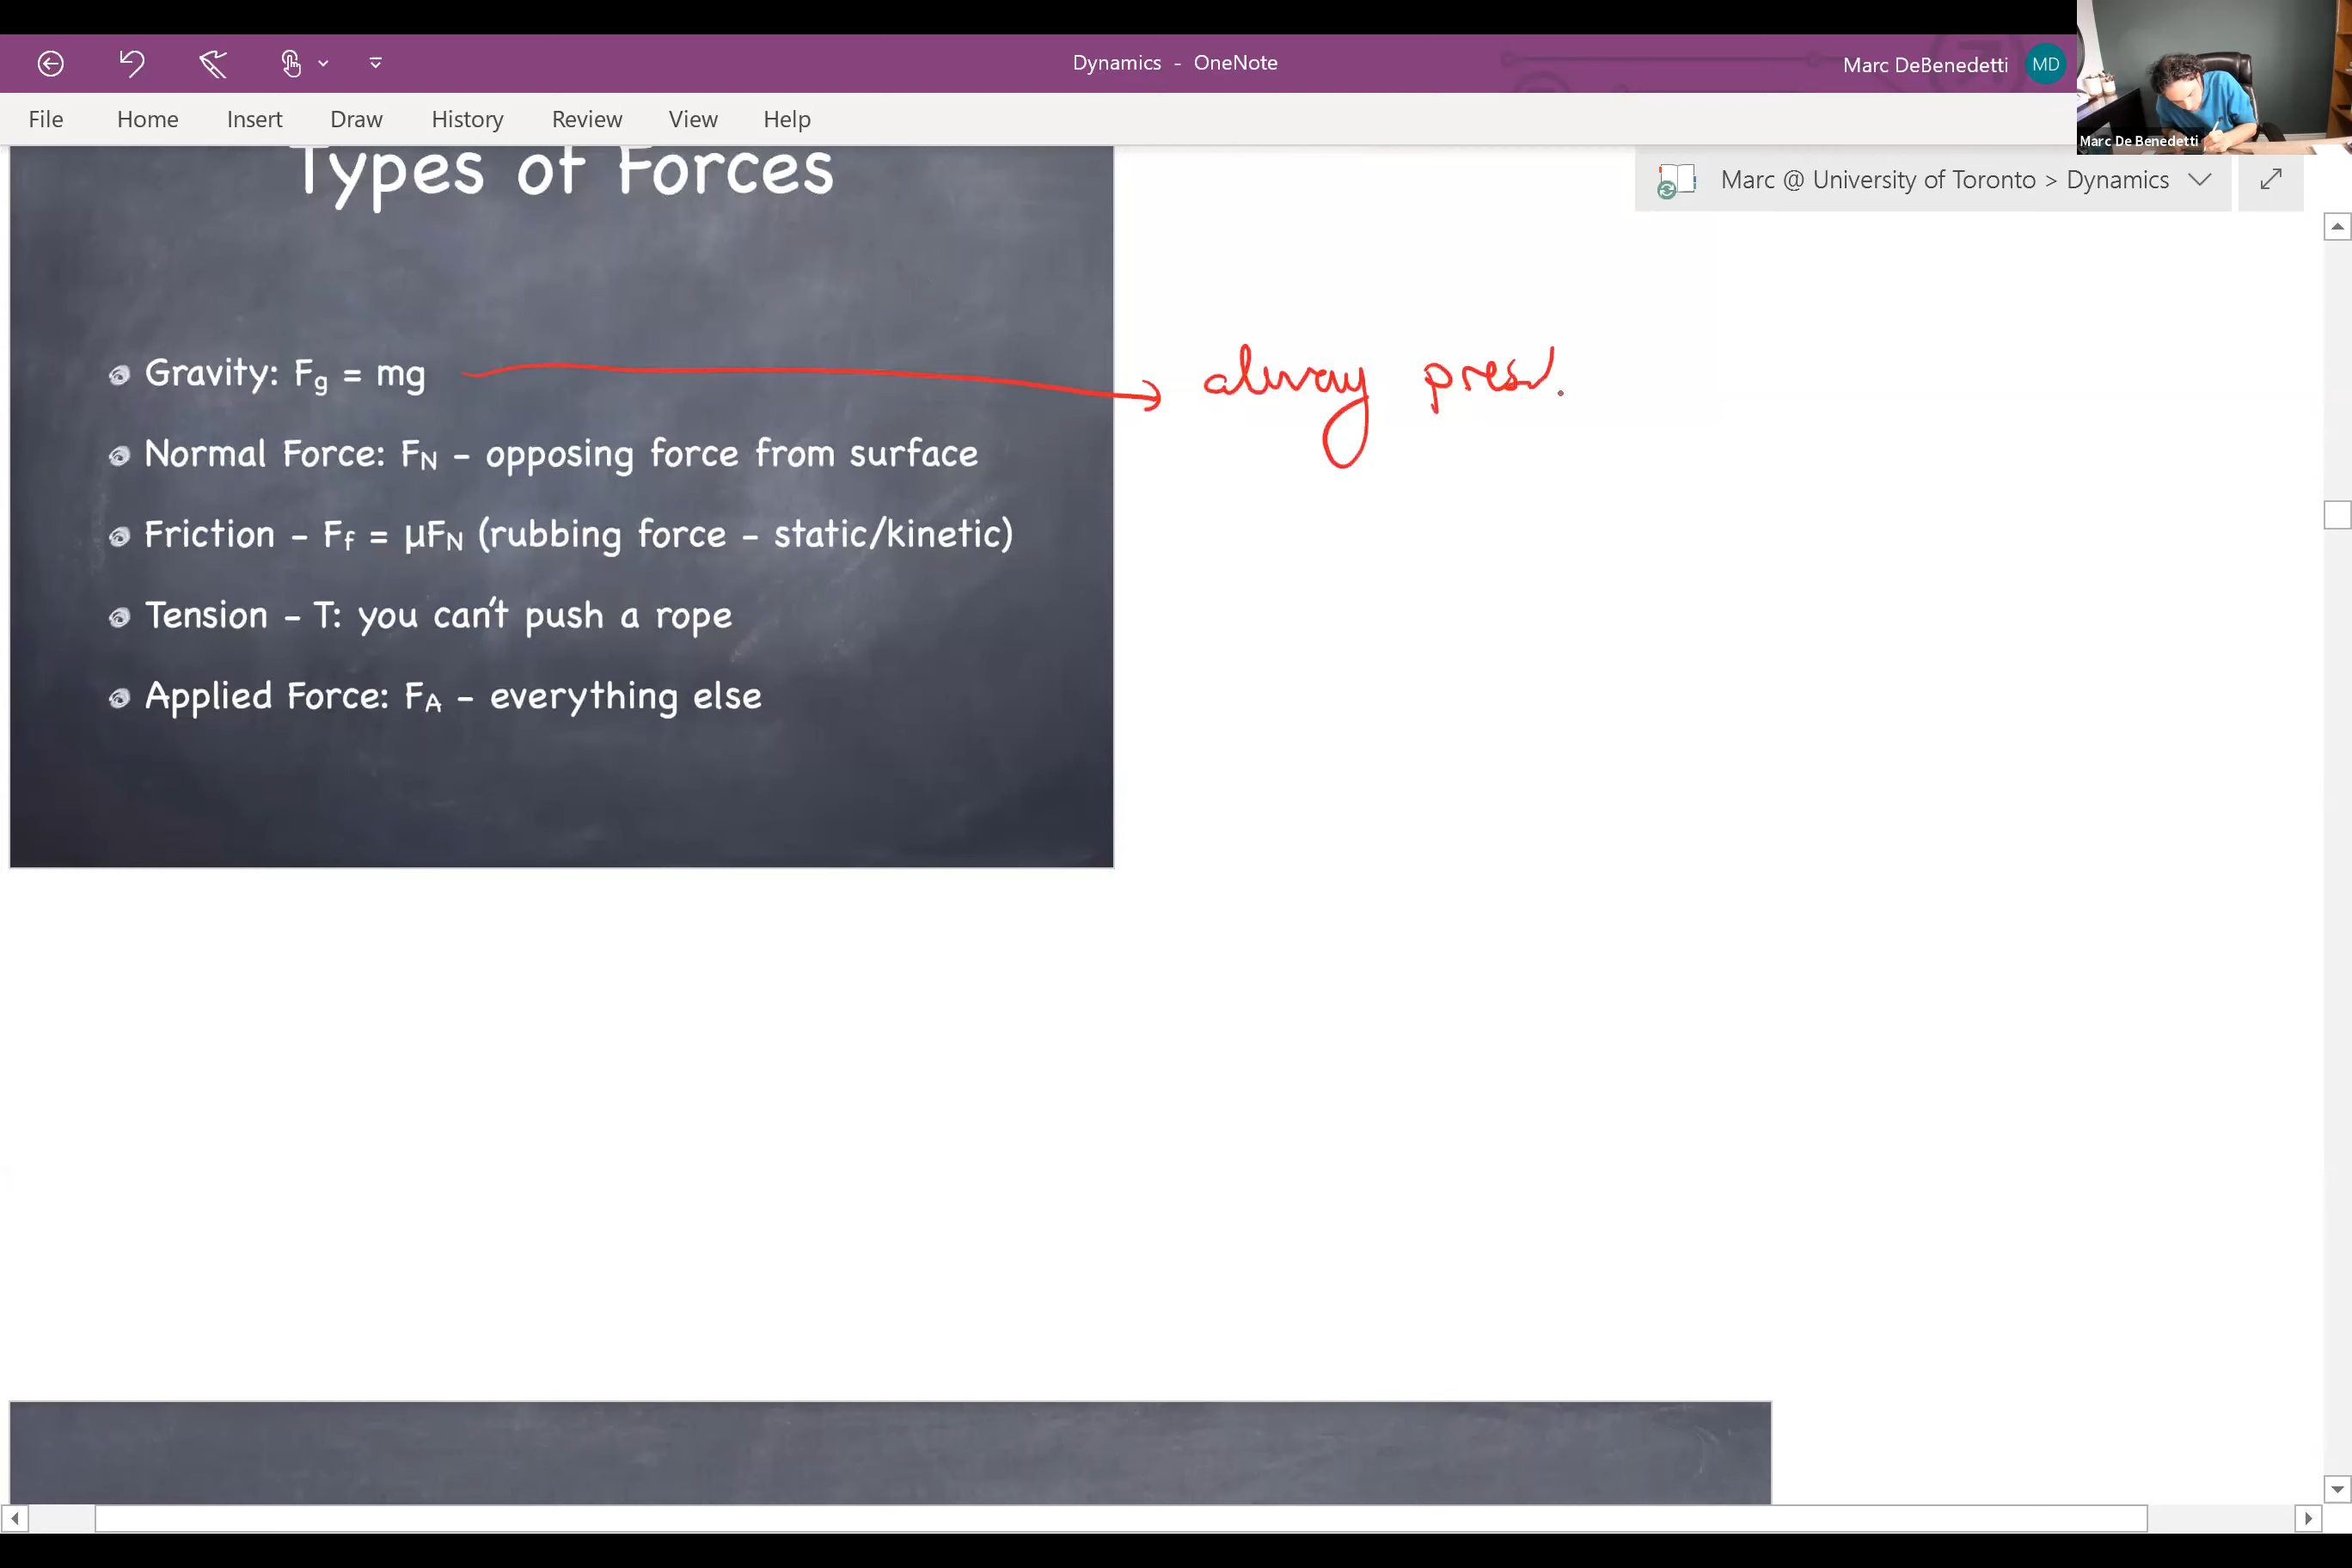 Dynamics - OneNote
Marc DeBenedetti MD
File Home Insert Draw History Review View Help
Marc De Benedetti
Marc @ University of Toronto > Dynamics
Types of Forces
Gravity: Fg = mg
always
Normal Force: FN – opposing force from surface
Friction – Ff = μFN (rubbing force – static/kinetic)
Tension – T: you can't push a rope
Applied Force: FA – everything else